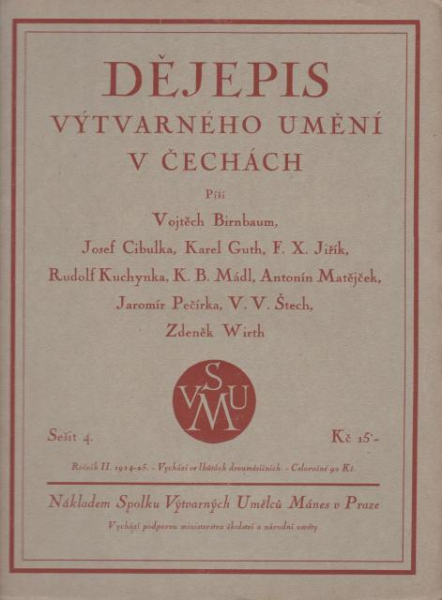 DĚJEPIS
VÝTVARNÉHO UMĚNÍ
V ČECHÁCH
Píší
Vojtěch Birnbaum,
Josef Cibulka, Karel Guth, F. X. Jiřík,
Rudolf Kuchynka, K. B. Mádl, Antonín Matějček,
Jaromír Pečírka, V. V. Štech,
Zdeněk Wirth
SVUM
Sešit 4.
Kč 15·-
Ročník II. 1924-25. - Vychází ve lhůtách dvouměsíčních. - Celoročně 90 Kč.
Nákladem Spolku Výtvarných Umělců Mánes v Praze
Vychází podporou ministerstva školství a národní osvěty